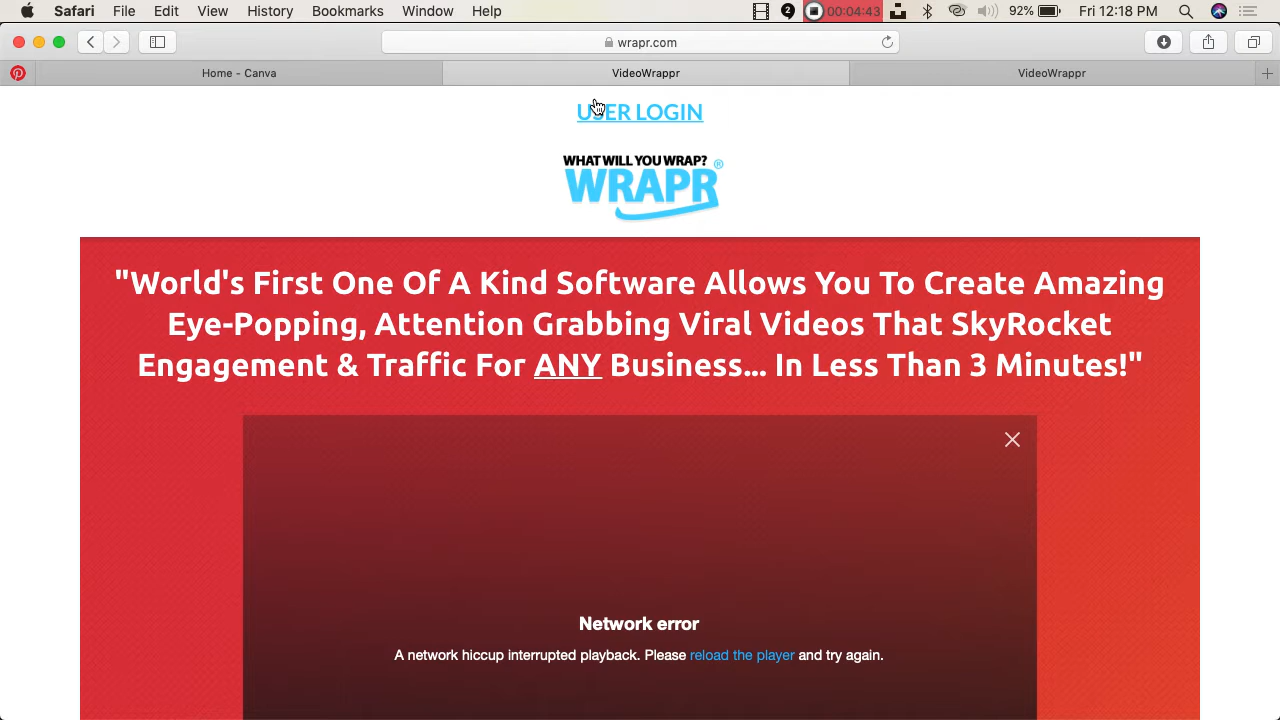 Safari File Edit View History Bookmarks Window Help 2 00:04:43 92% Fri 12:18 PM
wrapr.com
Home - Canva VideoWrappr VideoWrappr
USER LOGIN
WHAT WILL YOU WRAP?
WRAPR®
"World's First One Of A Kind Software Allows You To Create Amazing
Eye-Popping, Attention Grabbing Viral Videos That SkyRocket
Engagement & Traffic For ANY Business... In Less Than 3 Minutes!"
Network error
A network hiccup interrupted playback. Please reload the player and try again.